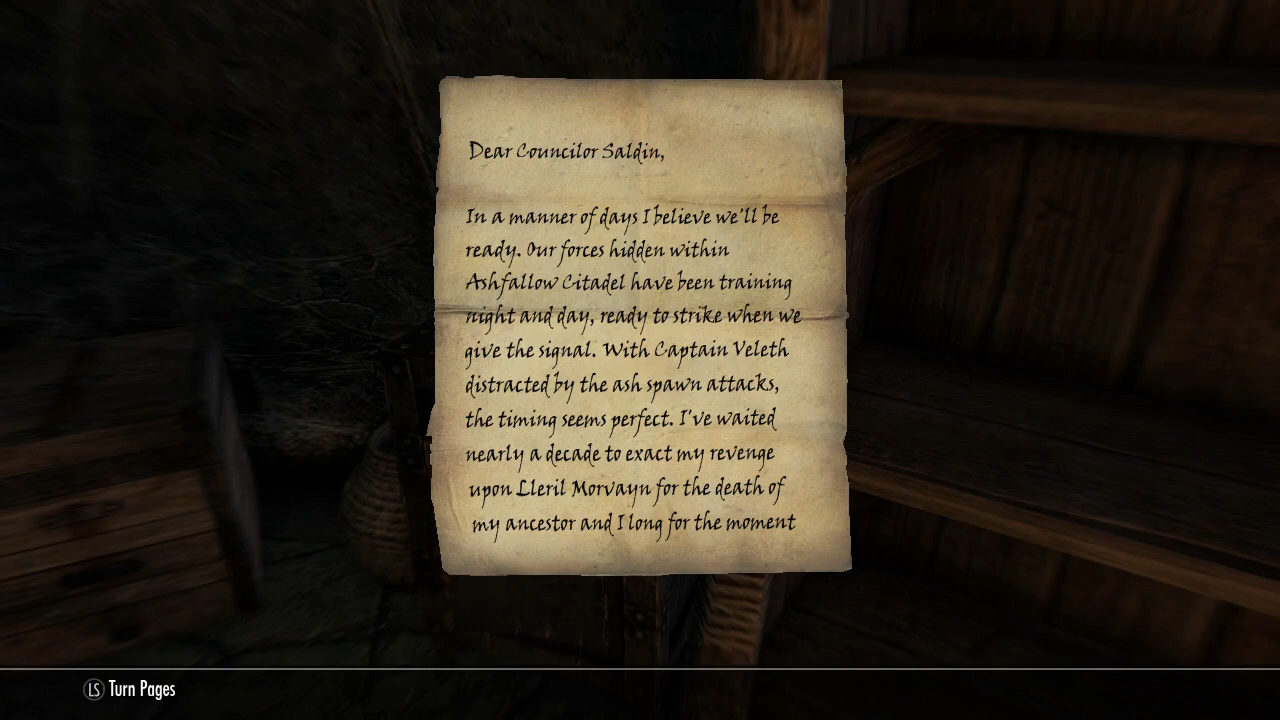 Dear Councilor Saldin,
In a manner of days I believe we'll be
ready. Our forces hidden within
Ashfallow Citadel have been training
night and day, ready to strike when we
give the signal. With Captain Veleth
distracted by the ash spawn attacks,
the timing seems perfect. I've waited
nearly a decade to exact my revenge
upon Lleril Morvayn for the death of
my ancestor and I long for the moment
LS Turn Pages